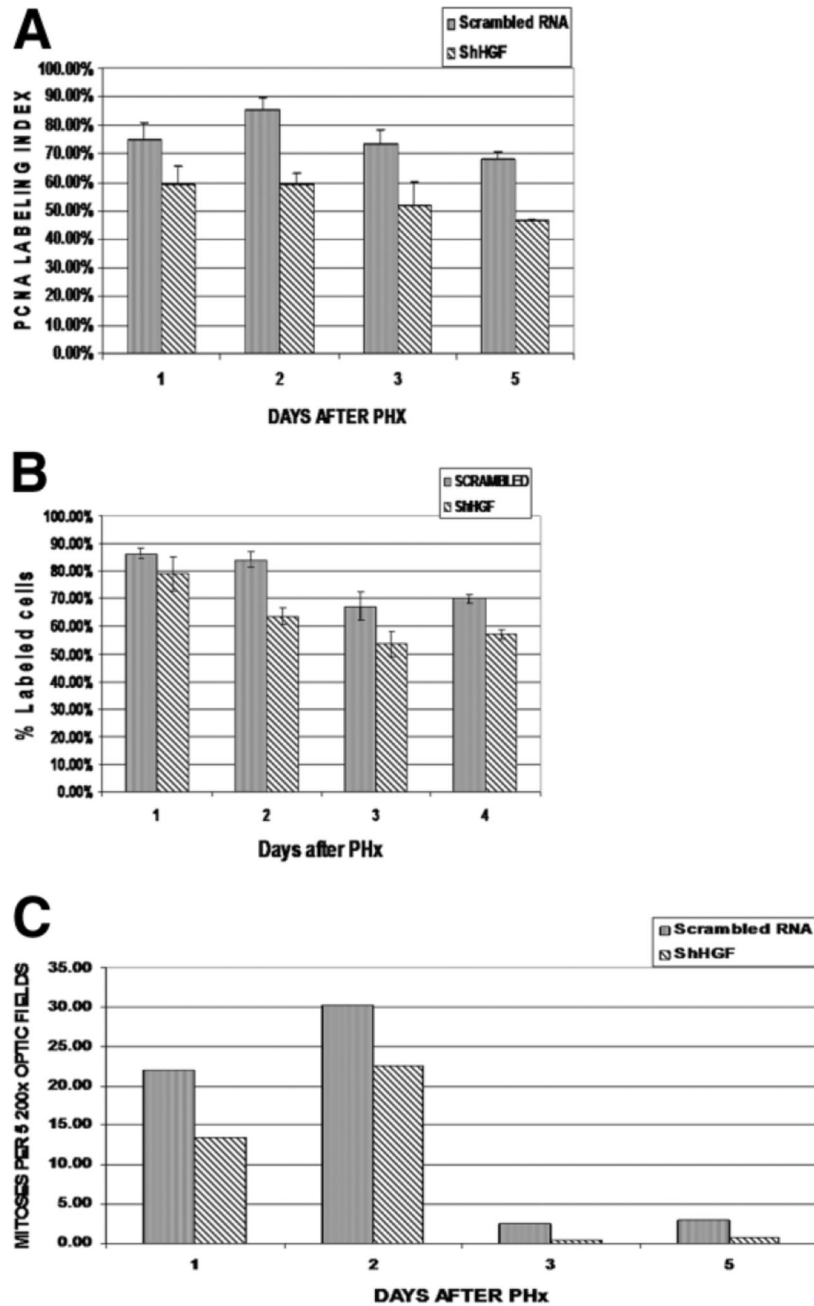 A
Scrambled RNA
ShHGF
PCNA LABELING INDEX
100.00%
90.00%
80.00%
70.00%
60.00%
50.00%
40.00%
30.00%
20.00%
10.00%
0.00%
1 2 3 5
DAYS AFTER PHX
B
SCRAMBLED
ShHGF
% Labeled cells
100.00%
90.00%
80.00%
70.00%
60.00%
50.00%
40.00%
30.00%
20.00%
10.00%
0.00%
1 2 3 4
Days after PHx
C
Scrambled RNA
ShHGF
MITOSES PER 5 200x OPTIC FIELDS
35.00
30.00
25.00
20.00
15.00
10.00
5.00
0.00
1 2 3 5
DAYS AFTER PHx